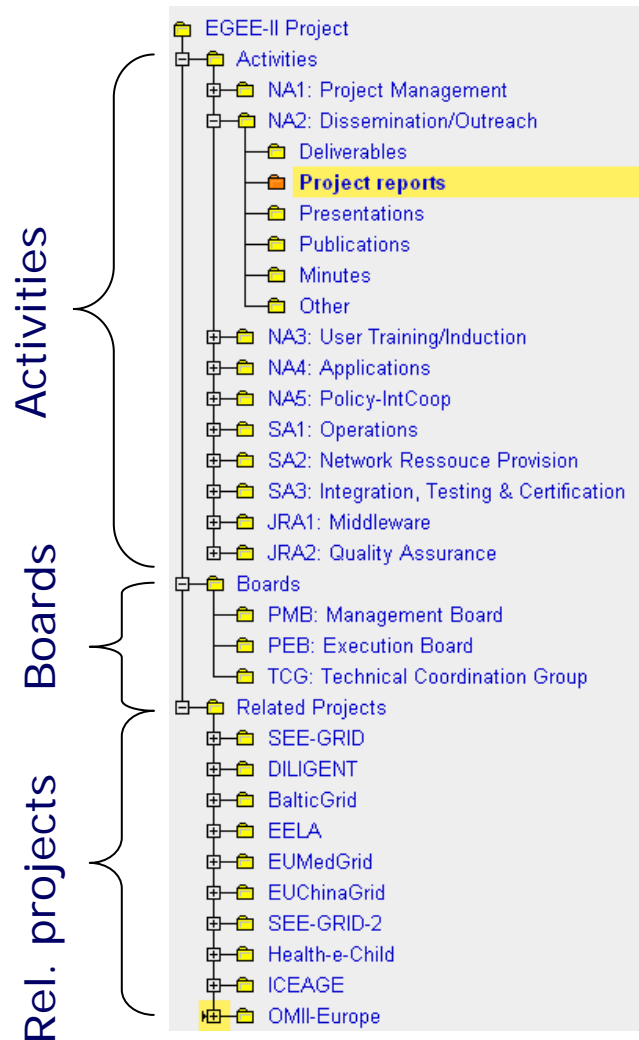 EGEE-II Project
Activities
NA1: Project Management
NA2: Dissemination/Outreach
Deliverables
Project reports
Presentations
Publications
Minutes
Other
NA3: User Training/Induction
NA4: Applications
NA5: Policy-IntCoop
SA1: Operations
SA2: Network Ressouce Provision
SA3: Integration, Testing & Certification
JRA1: Middleware
JRA2: Quality Assurance
Boards
PMB: Management Board
PEB: Execution Board
TCG: Technical Coordination Group
Related Projects
SEE-GRID
DILIGENT
BalticGrid
EELA
EUMedGrid
EUChinaGrid
SEE-GRID-2
Health-e-Child
ICEAGE
OMII-Europe
Activities
Boards
Rel. projects